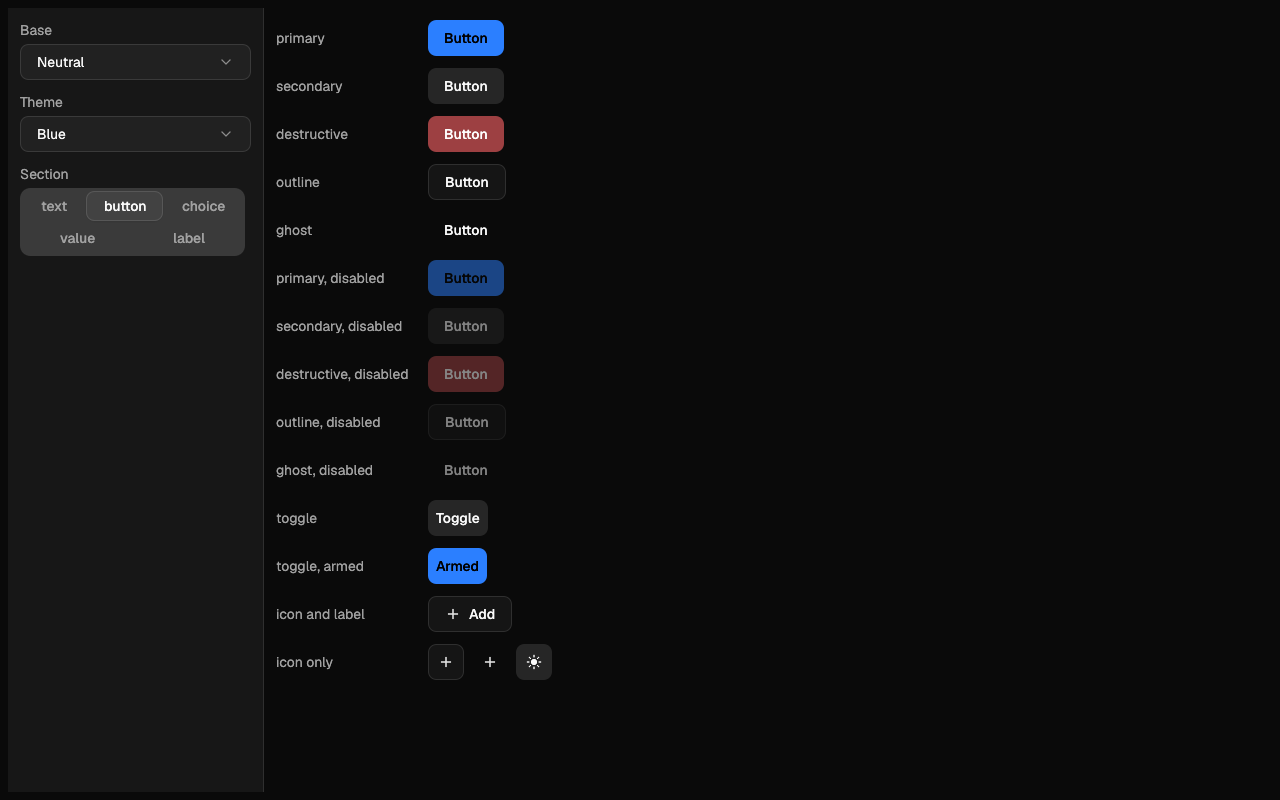 Base
Neutral
Theme
Blue
Section
text button choice
value label
primary Button
secondary Button
destructive Button
outline Button
ghost Button
primary, disabled Button
secondary, disabled Button
destructive, disabled Button
outline, disabled Button
ghost, disabled Button
toggle Toggle
toggle, armed Armed
icon and label Add
icon only